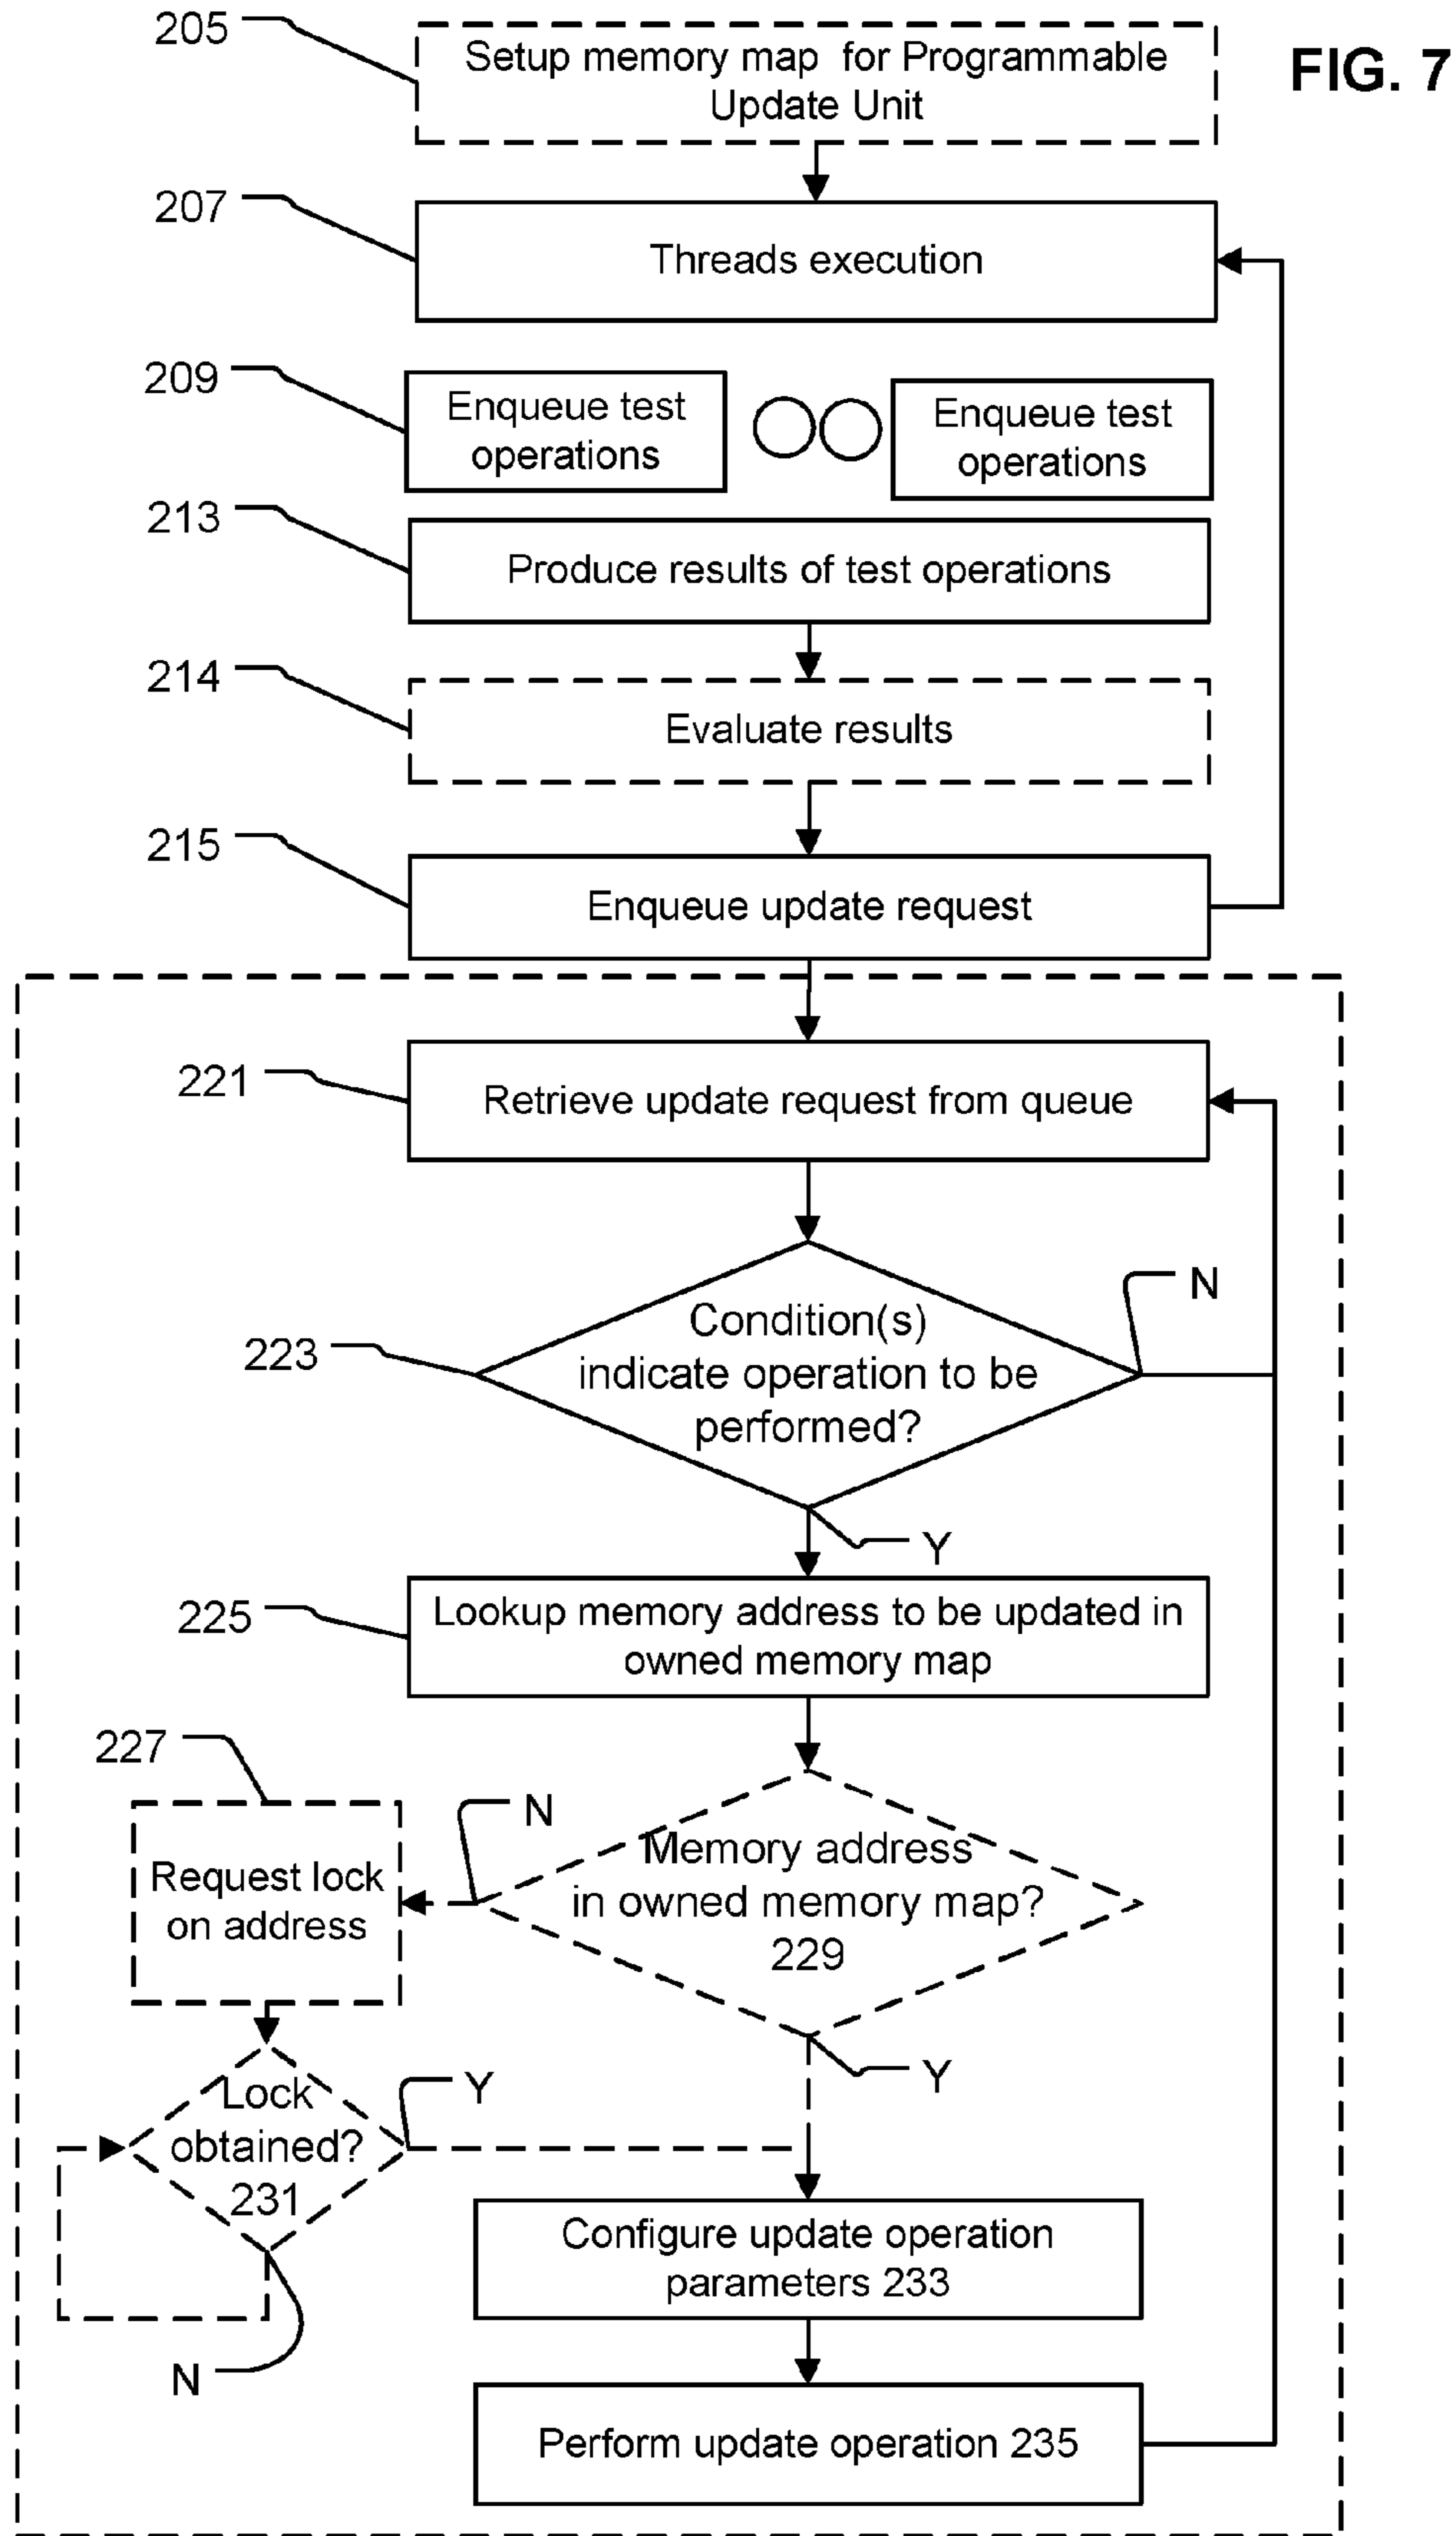 205
Setup memory map for Programmable
Update Unit
FIG. 7
207
Threads execution
209
Enqueue test
operations
Enqueue test
operations
213
Produce results of test operations
214
Evaluate results
215
Enqueue update request
221
Retrieve update request from queue
N
223
Condition(s)
indicate operation to be
performed?
Y
225
Lookup memory address to be updated in
owned memory map
227
Request lock
on address
N
Memory address
in owned memory map?
229
Y
Lock
obtained?
231
Y
N
Configure update operation
parameters 233
Perform update operation 235